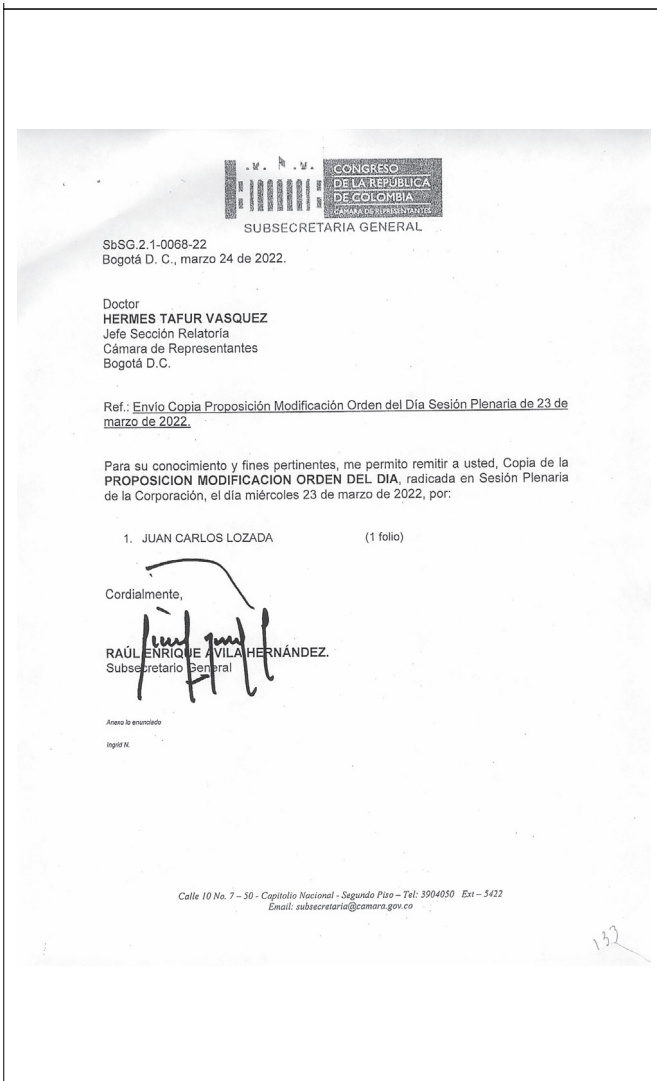 CONGRESO
DE LA REPÚBLICA
DE COLOMBIA
CÁMARA DE REPRESENTANTES
SUBSECRETARIA GENERAL
SbSG.2.1-0068-22
Bogotá D. C., marzo 24 de 2022.
Doctor
HERMES TAFUR VASQUEZ
Jefe Sección Relatoría
Cámara de Representantes
Bogotá D.C.
Ref.: Envío Copia Proposición Modificación Orden del Día Sesión Plenaria de 23 de
marzo de 2022.
Para su conocimiento y fines pertinentes, me permito remitir a usted, Copia de la
PROPOSICION MODIFICACION ORDEN DEL DIA, radicada en Sesión Plenaria
de la Corporación, el día miércoles 23 de marzo de 2022, por:
1. JUAN CARLOS LOZADA (1 folio)
Cordialmente,
RAÚL ENRIQUE ÁVILA HERNÁNDEZ.
Subsecretario General
Anexo lo enunciado
Ingrid N.
Calle 10 No. 7 – 50 - Capitolio Nacional - Segundo Piso – Tel: 3904050 Ext – 5422
Email: subsecretaria@camara.gov.co
132